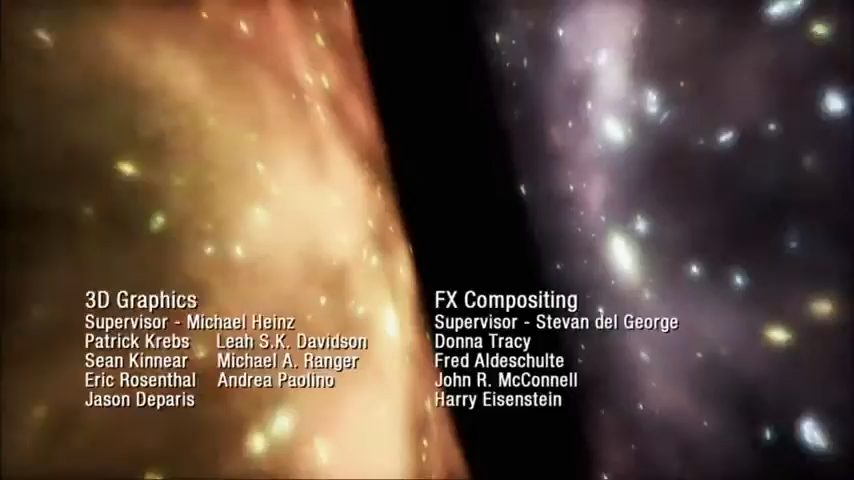 3D Graphics
Supervisor - Michael Heinz
Patrick Krebs Leah S.K. Davidson
Sean Kinnear Michael A. Ranger
Eric Rosenthal Andrea Paolino
Jason Deparis
FX Compositing
Supervisor - Stevan del George
Donna Tracy
Fred Aldeschulte
John R. McConnell
Harry Eisenstein